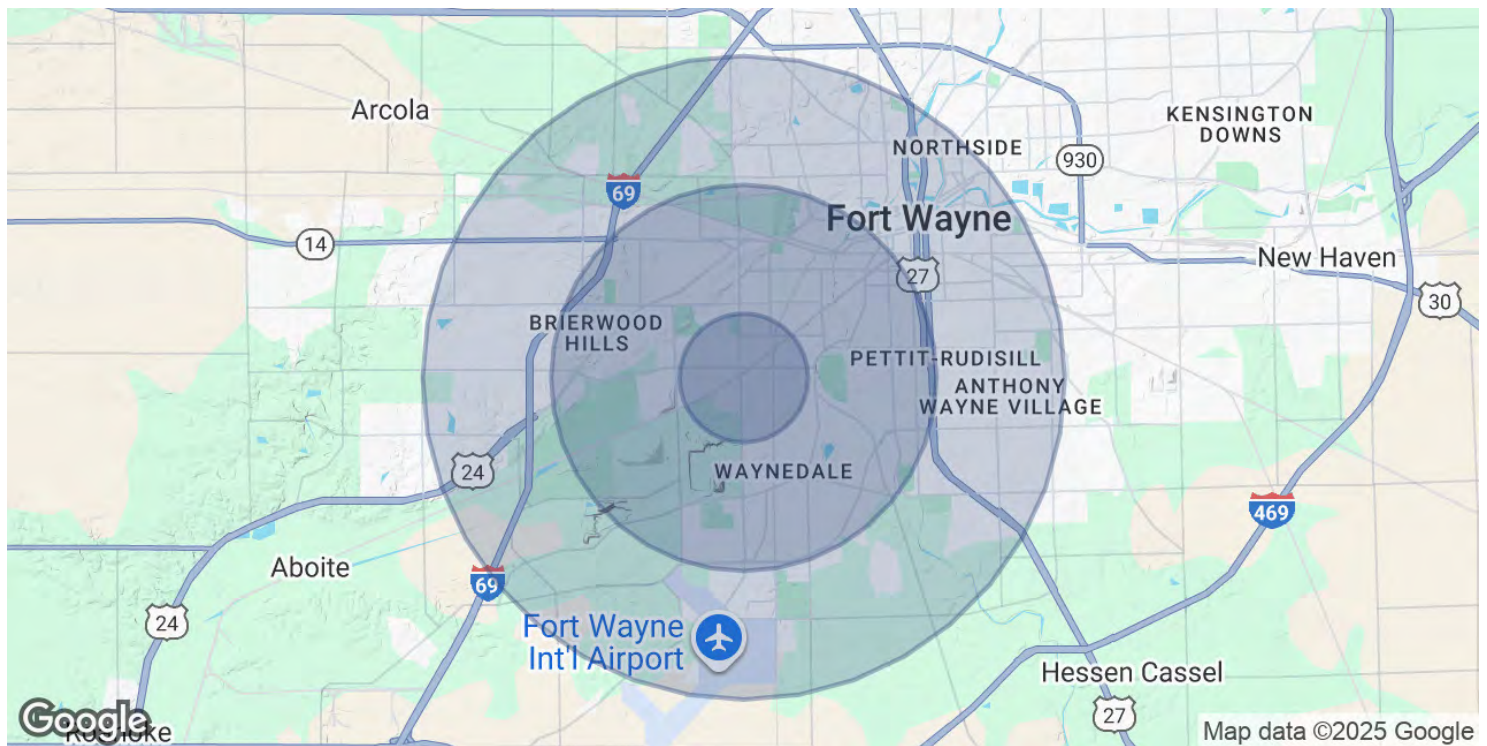 Arcola
KENSINGTON
DOWNS
NORTHSIDE
930
69
Fort Wayne
14
New Haven
27
30
BRIERWOOD
HILLS
PETTIT-RUDISILL
ANTHONY
WAYNE VILLAGE
24
WAYNEDALE
469
Aboite
69
24
Fort Wayne
Int'l Airport
Hessen Cassel
27
Google
Roanoke
Map data ©2025 Google